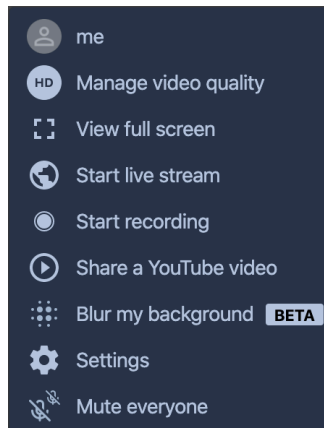 me
HD Manage video quality
View full screen
Start live stream
Start recording
Share a YouTube video
Blur my background BETA
Settings
Mute everyone